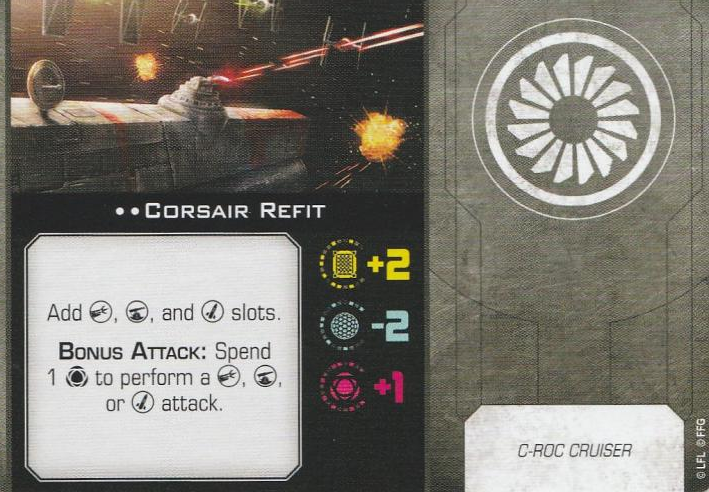 ••Corsair Refit
Add , , and slots.
Bonus Attack: Spend
1 to perform a , ,
or attack.
+2
-2
+1
C-ROC CRUISER
© LFL © FFG